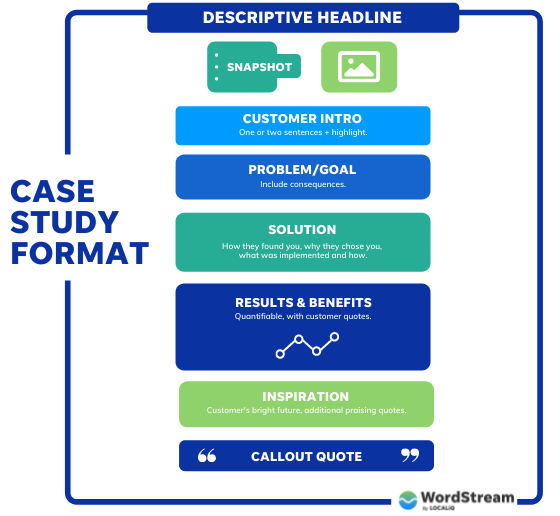 DESCRIPTIVE HEADLINE
SNAPSHOT
CUSTOMER INTRO
One or two sentences + highlight.
PROBLEM/GOAL
Include consequences.
CASE
STUDY
FORMAT
SOLUTION
How they found you, why they chose you,
what was implemented and how.
RESULTS & BENEFITS
Quantifiable, with customer quotes.
INSPIRATION
Customer's bright future, additional praising quotes.
“ CALLOUT QUOTE ”
WordStream
By LOCALiQ